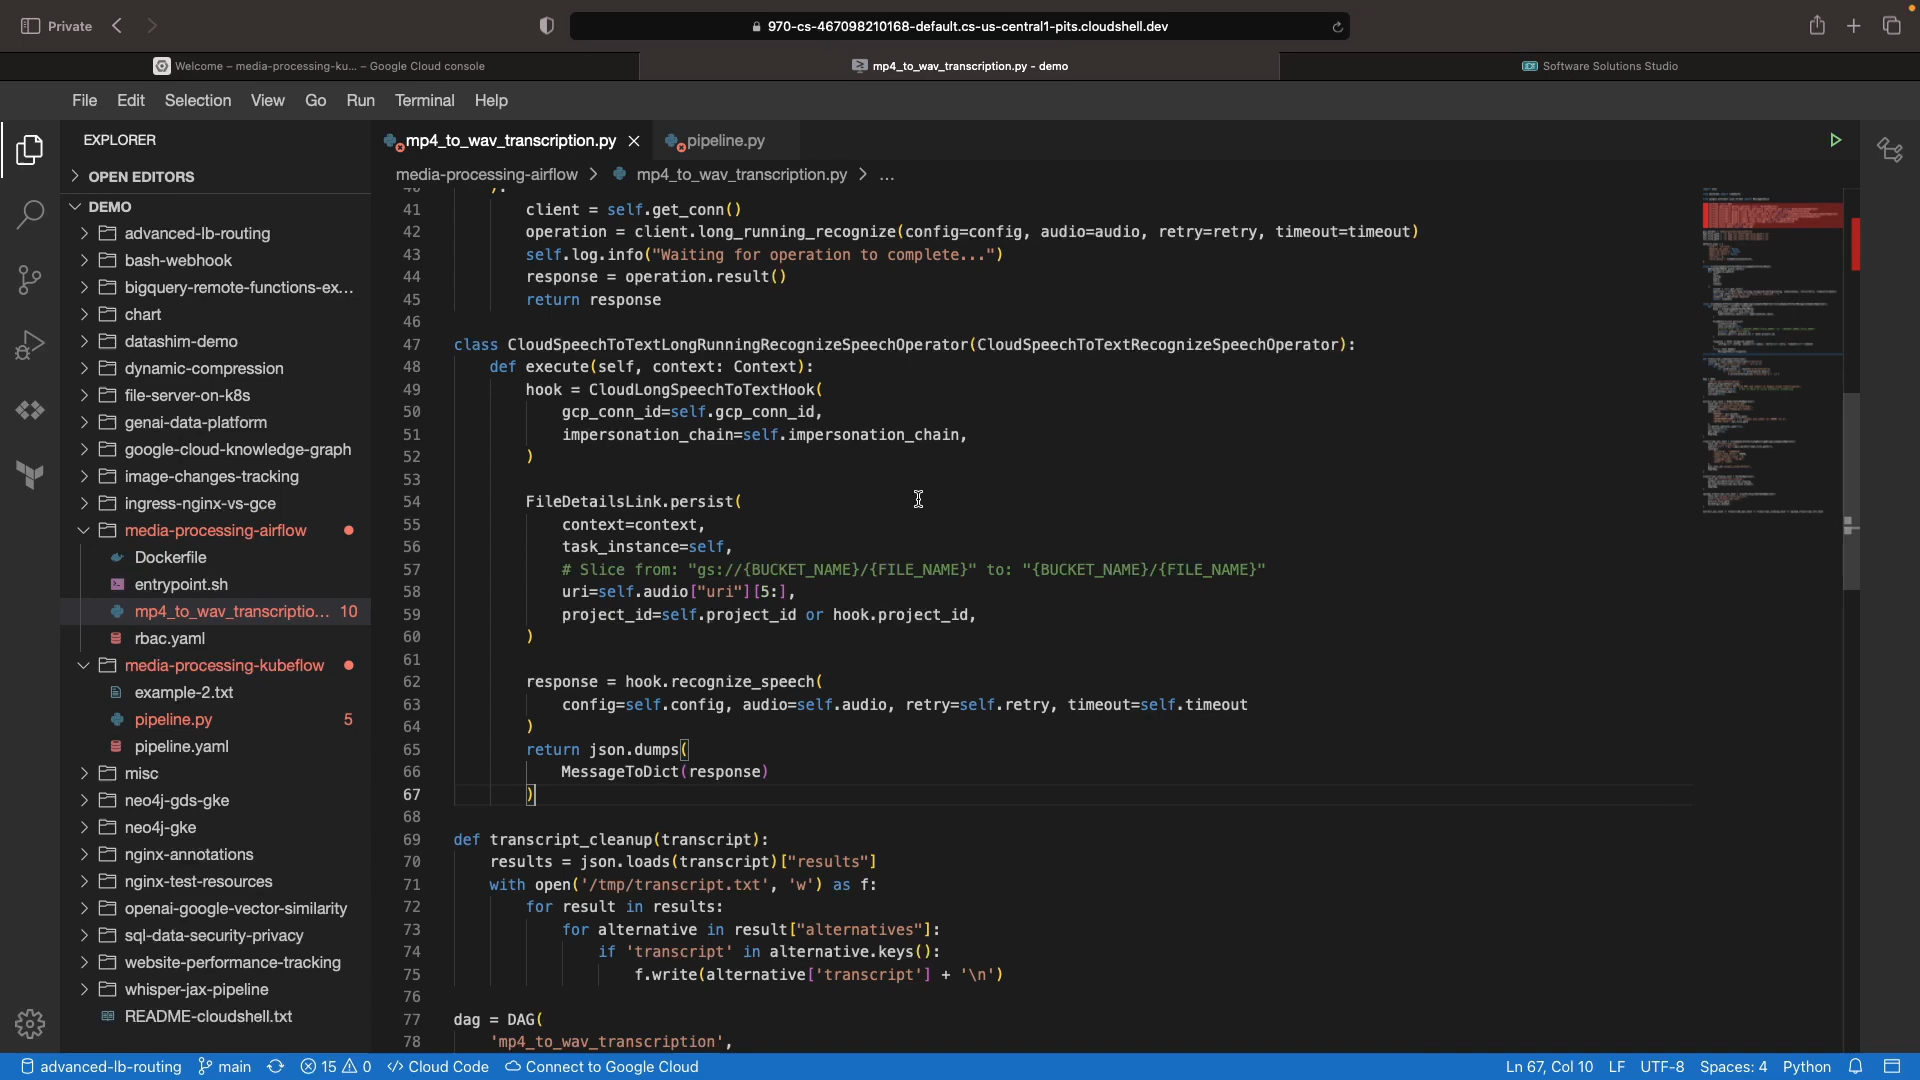 Private
970-cs-467098210168-default.cs-us-central1-pits.cloudshell.dev
Welcome – media-processing-ku... – Google Cloud console
mp4_to_wav_transcription.py - demo
Software Solutions Studio
File Edit Selection View Go Run Terminal Help
EXPLORER
OPEN EDITORS
DEMO
advanced-lb-routing
bash-webhook
bigquery-remote-functions-ex...
chart
datashim-demo
dynamic-compression
file-server-on-k8s
genai-data-platform
google-cloud-knowledge-graph
image-changes-tracking
ingress-nginx-vs-gce
media-processing-airflow
Dockerfile
entrypoint.sh
mp4_to_wav_transcriptio... 10
rbac.yaml
media-processing-kubeflow
example-2.txt
pipeline.py 5
pipeline.yaml
misc
neo4j-gds-gke
neo4j-gke
nginx-annotations
nginx-test-resources
openai-google-vector-similarity
sql-data-security-privacy
website-performance-tracking
whisper-jax-pipeline
README-cloudshell.txt
mp4_to_wav_transcription.py
pipeline.py
media-processing-airflow > mp4_to_wav_transcription.py > ...
40 ):
41 client = self.get_conn()
42 operation = client.long_running_recognize(config=config, audio=audio, retry=retry, timeout=timeout)
43 self.log.info("Waiting for operation to complete...")
44 response = operation.result()
45 return response
46
47 class CloudSpeechToTextLongRunningRecognizeSpeechOperator(CloudSpeechToTextRecognizeSpeechOperator):
48 def execute(self, context: Context):
49 hook = CloudLongSpeechToTextHook(
50 gcp_conn_id=self.gcp_conn_id,
51 impersonation_chain=self.impersonation_chain,
52 )
53
54 FileDetailsLink.persist(
55 context=context,
56 task_instance=self,
57 # Slice from: "gs://{BUCKET_NAME}/{FILE_NAME}" to: "{BUCKET_NAME}/{FILE_NAME}"
58 uri=self.audio["uri"][5:],
59 project_id=self.project_id or hook.project_id,
60 )
61
62 response = hook.recognize_speech(
63 config=self.config, audio=self.audio, retry=self.retry, timeout=self.timeout
64 )
65 return json.dumps(
66 MessageToDict(response)
67 )
68
69 def transcript_cleanup(transcript):
70 results = json.loads(transcript)["results"]
71 with open('/tmp/transcript.txt', 'w') as f:
72 for result in results:
73 for alternative in result["alternatives"]:
74 if 'transcript' in alternative.keys():
75 f.write(alternative['transcript'] + '\n')
76
77 dag = DAG(
78 'mp4_to_wav_transcription',
advanced-lb-routing main 15 0 Cloud Code Connect to Google Cloud
Ln 67, Col 10 LF UTF-8 Spaces: 4 Python